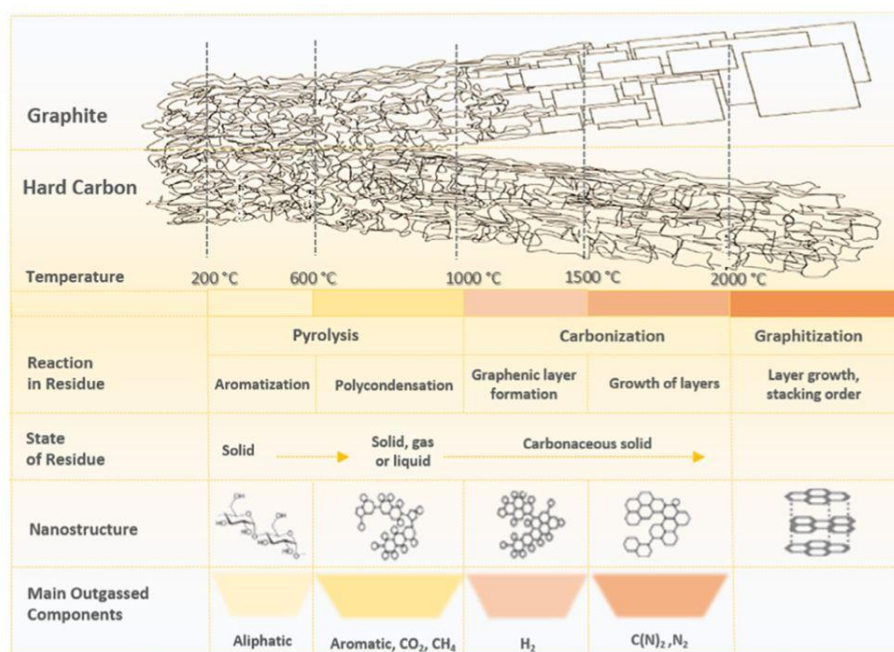 Graphite
Hard Carbon
Temperature
200 °C
600 °C
1000 °C
1500 °C
2000 °C
Pyrolysis
Carbonization
Graphitization
Reaction
in Residue
Aromatization
Polycondensation
Graphenic layer
formation
Growth of layers
Layer growth,
stacking order
State
of Residue
Solid
Solid, gas
or liquid
Carbonaceous solid
Nanostructure
Main Outgassed
Components
Aliphatic
Aromatic, CO₂, CH₄
H₂
C(N)₂ ,N₂